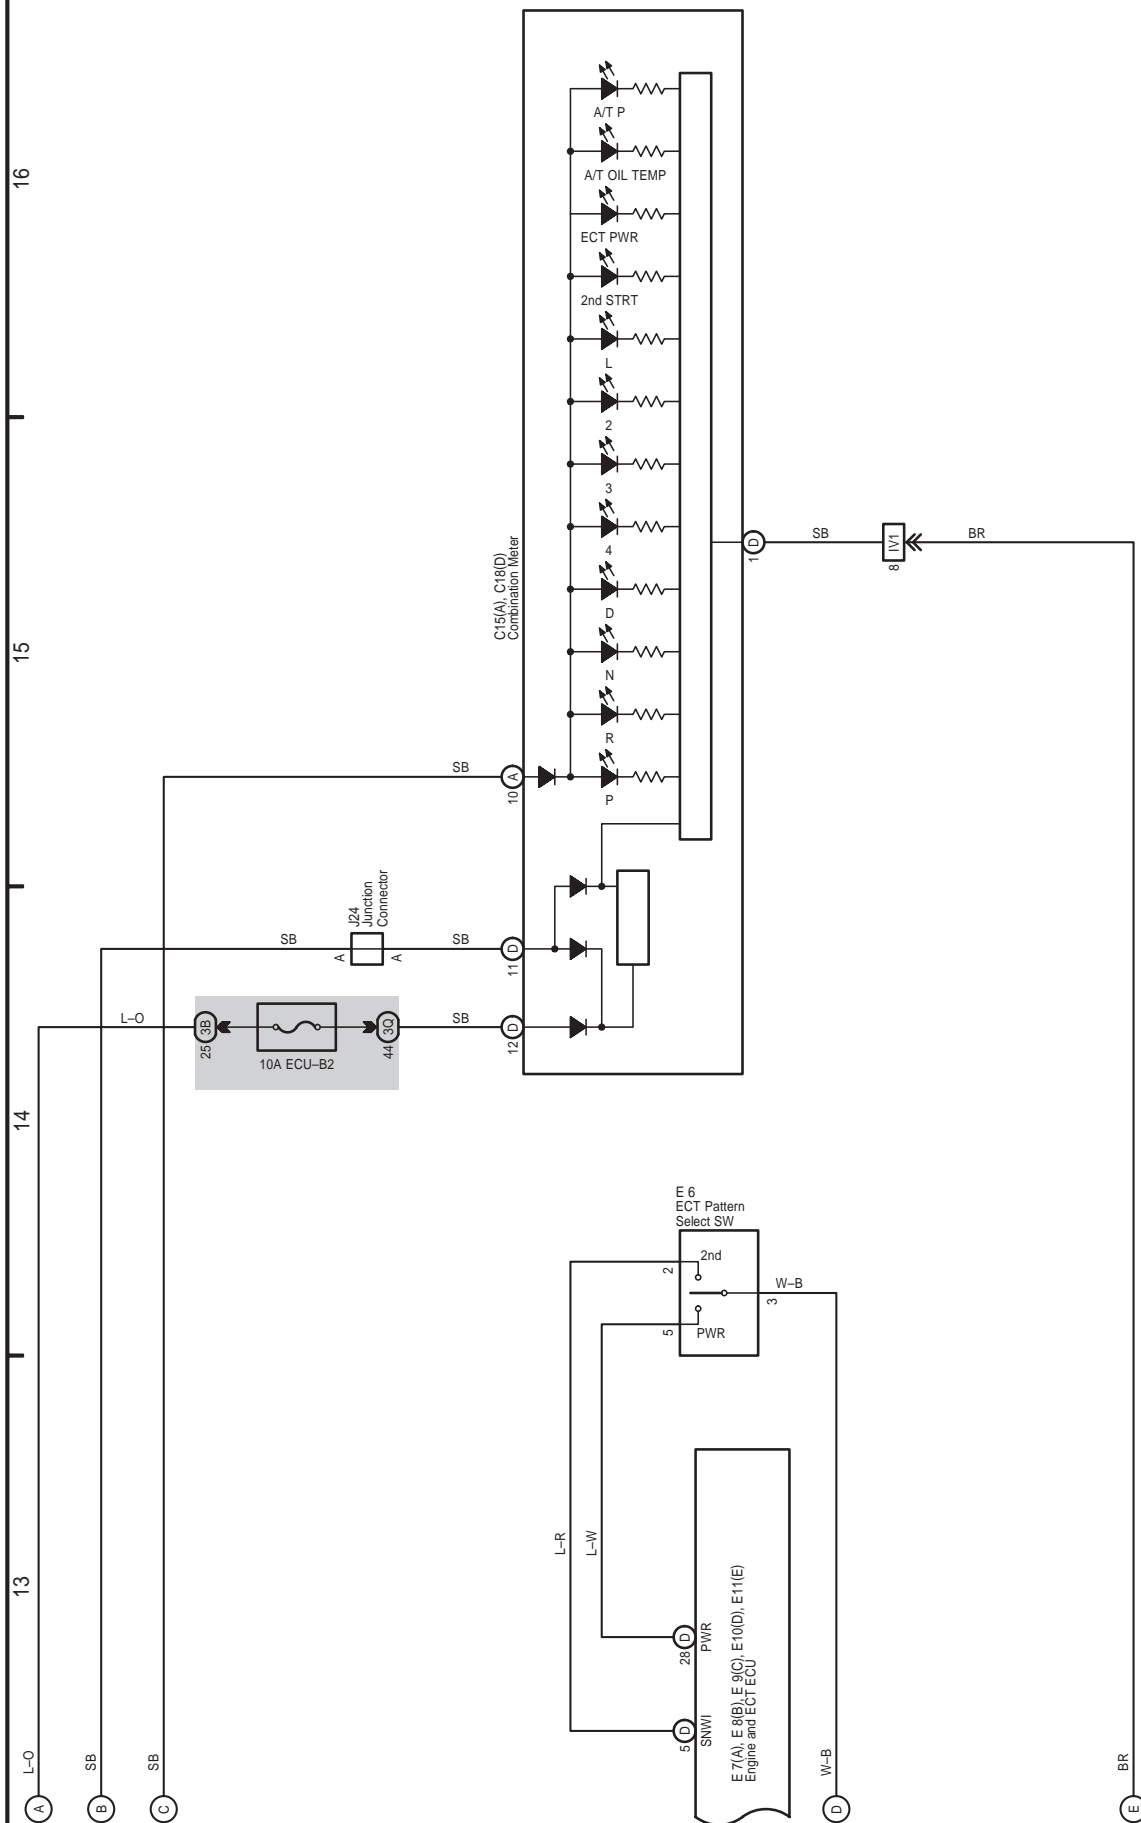 16
A/T P
A/T OIL TEMP
ECT PWR
2nd STRT
L
2
3
4
D
N
R
P
C15(A), C18(D)
Combination Meter
1 D
SB
8 IV1
BR
15
SB
10 A
J24
Junction
Connector
SB
A
A
SB
11 D
L–O
25 3B
10A ECU–B2
44 3Q
SB
12 D
14
E 6
ECT Pattern
Select SW
2
2nd
W–B
3
5
PWR
13
L–R
L–W
28 D
PWR
5 D
SNWI
E 7(A), E 8(B), E 9(C), E10(D), E11(E)
Engine and ECT ECU
L–O
A
SB
B
SB
C
W–B
D
BR
E